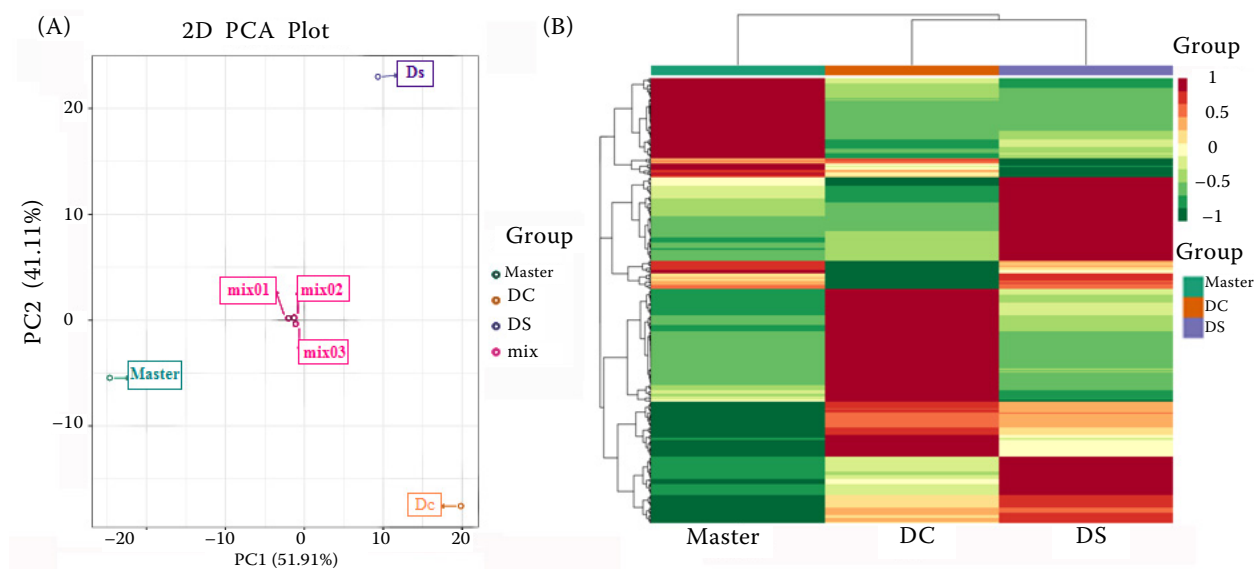 (A)
2D PCA Plot
Ds
20
10
0
−10
mix01
mix02
mix03
Master
Dc
PC2 (41.11%)
−20
−10
0
10
20
PC1 (51.91%)
Group
Master
DC
DS
mix
(B)
Group
1
0.5
0
−0.5
−1
Group
Master
DC
DS
Master
DC
DS